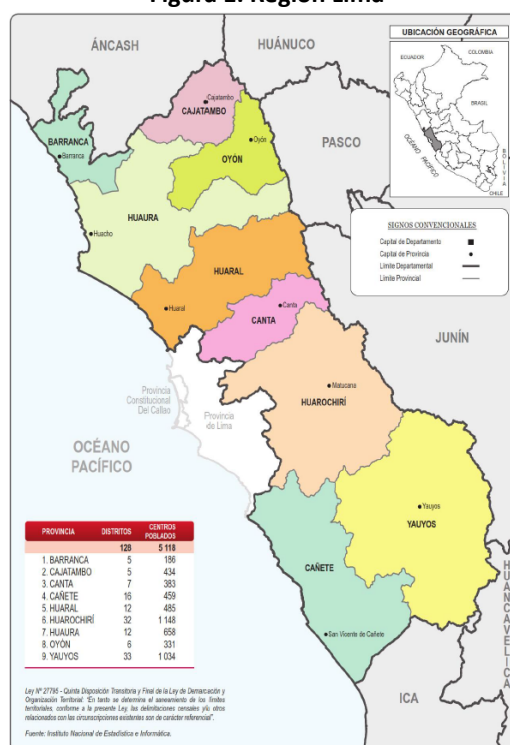 Figura 1. Región Lima
UBICACIÓN GEOGRÁFICA
COLOMBIA
ECUADOR
BRASIL
OCÉANO PACÍFICO
BOLIVIA
CHILE
ÁNCASH
HUÁNUCO
PASCO
JUNÍN
HUANCAVELICA
ICA
OCÉANO
PACÍFICO
SIGNOS CONVENCIONALES
Capital de Departamento
Capital de Provincia
Límite Departamental
Límite Provincial
Cajatambo
CAJATAMBO
BARRANCA
Barranca
Oyón
OYÓN
HUAURA
Huacho
HUARAL
Huaral
Canta
CANTA
Matucana
HUAROCHIRÍ
Provincia
Constitucional
Del Callao
Provincia
de Lima
Yauyos
YAUYOS
CAÑETE
San Vicente de Cañete
PROVINCIA DISTRITOS CENTROS POBLADOS
128 5 118
1. BARRANCA 5 186
2. CAJATAMBO 5 434
3. CANTA 7 383
4. CAÑETE 16 459
5. HUARAL 12 485
6. HUAROCHIRÍ 32 1 148
7. HUAURA 12 658
8. OYÓN 6 331
9. YAUYOS 33 1 034
Ley Nº 27795 - Quinta Disposición Transitoria y Final de la Ley de Demarcación y
Organización Territorial: "En tanto se determina el saneamiento de los límites
territoriales, conforme a la presente Ley, las delimitaciones censales y/u otros
relacionados con las circunscripciones existentes son de carácter referencial".
Fuente: Instituto Nacional de Estadística e Informática.